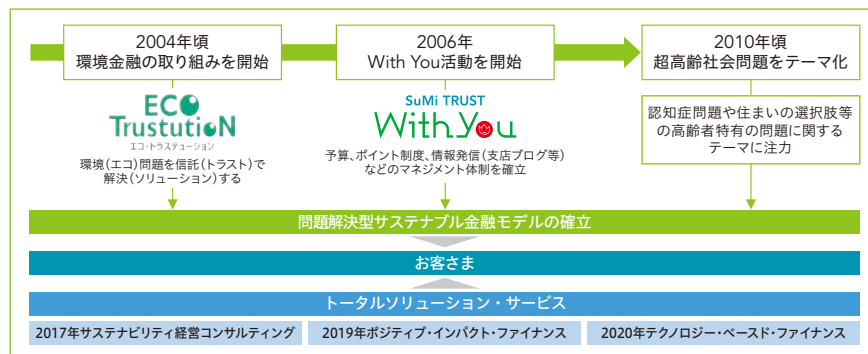 2004年頃
環境金融の取り組みを開始
2006年
With You活動を開始
2010年頃
超高齢社会問題をテーマ化
ECO
TrustutioN
エコ・トラステューション
環境(エコ)問題を信託(トラスト)で
解決(ソリューション)する
SuMi TRUST
With You
予算、ポイント制度、情報発信(支店ブログ等)
などのマネジメント体制を確立
認知症問題や住まいの選択肢等
の高齢者特有の問題に関する
テーマに注力
問題解決型サステナブル金融モデルの確立
お客さま
トータルソリューション・サービス
2017年サステナビリティ経営コンサルティング
2019年ポジティブ・インパクト・ファイナンス
2020年テクノロジー・ベースド・ファイナンス